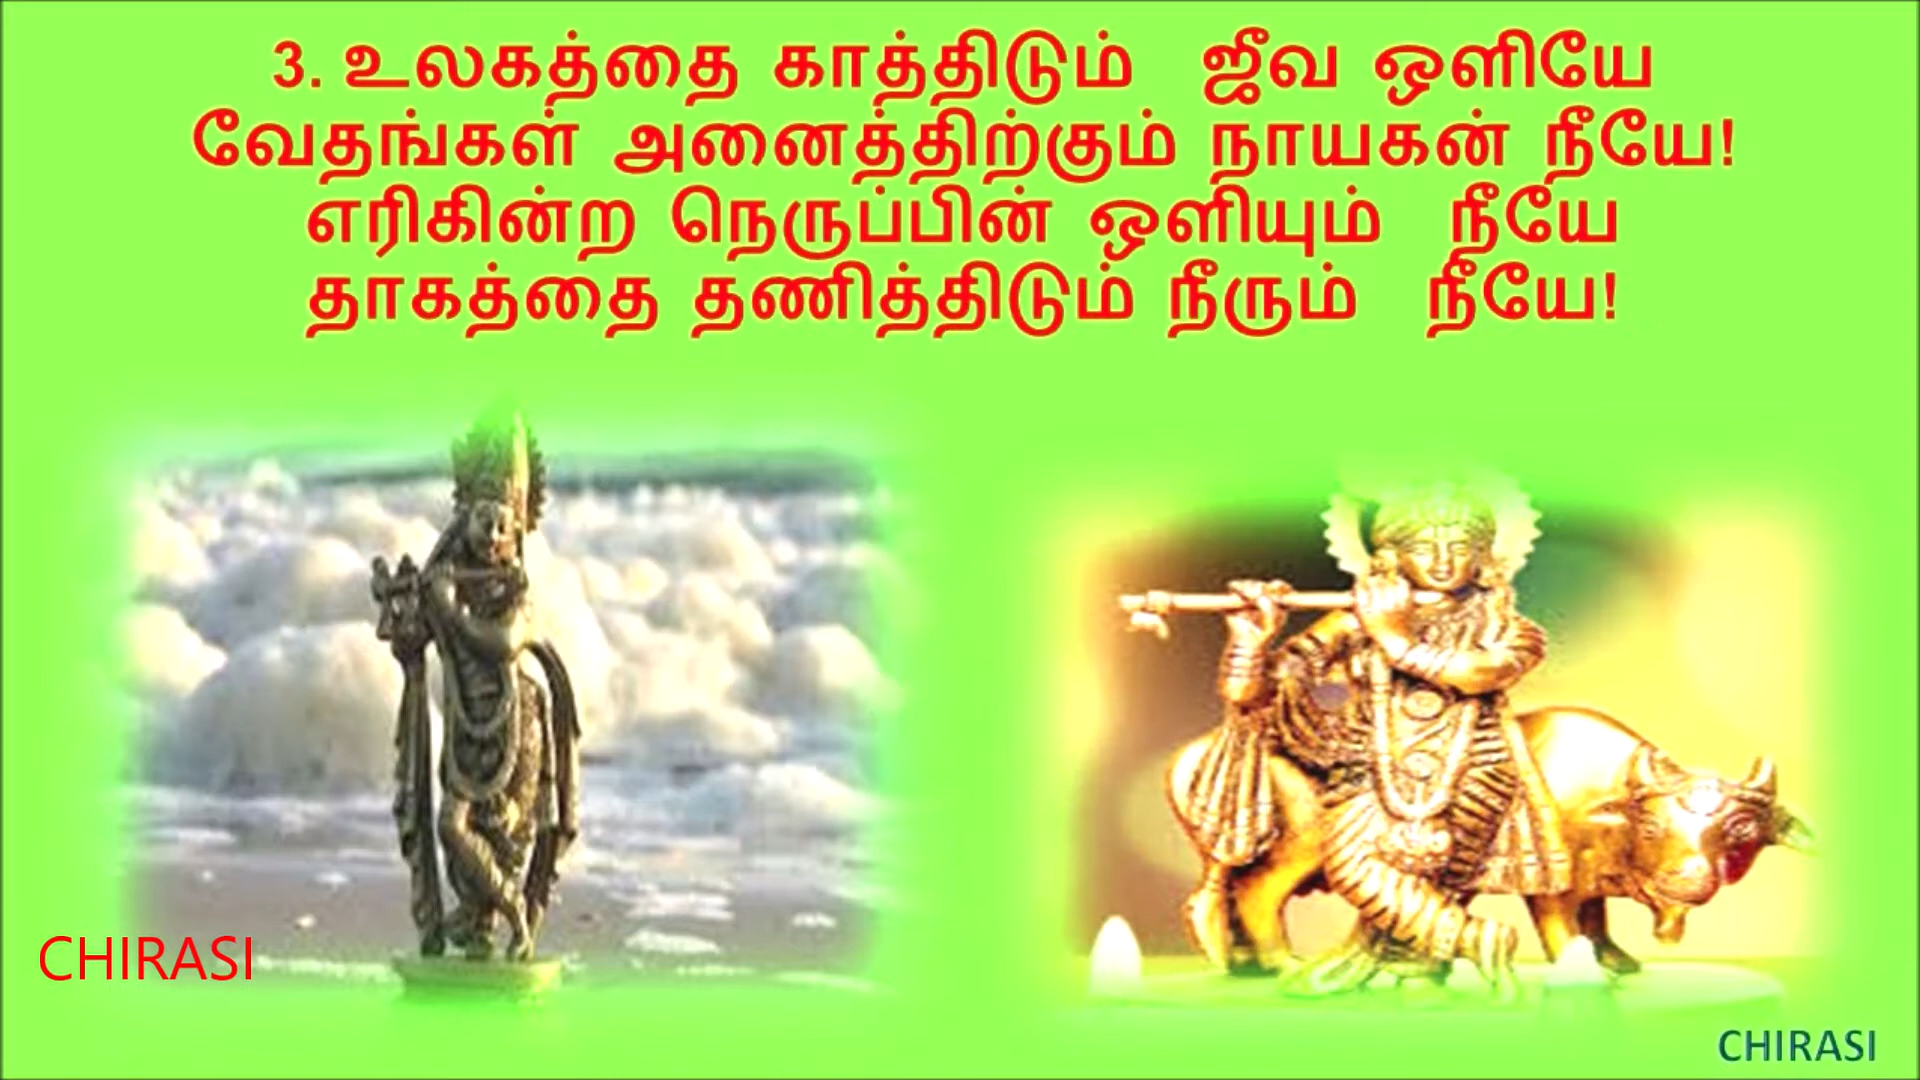 3. உலகத்தை காத்திடும் ஜீவ ஒளியே
வேதங்கள் அனைத்திற்கும் நாயகன் நீயே!
எரிகின்ற நெருப்பின் ஒளியும் நீயே
தாகத்தை தணித்திடும் நீரும் நீயே!
CHIRASI
CHIRASI